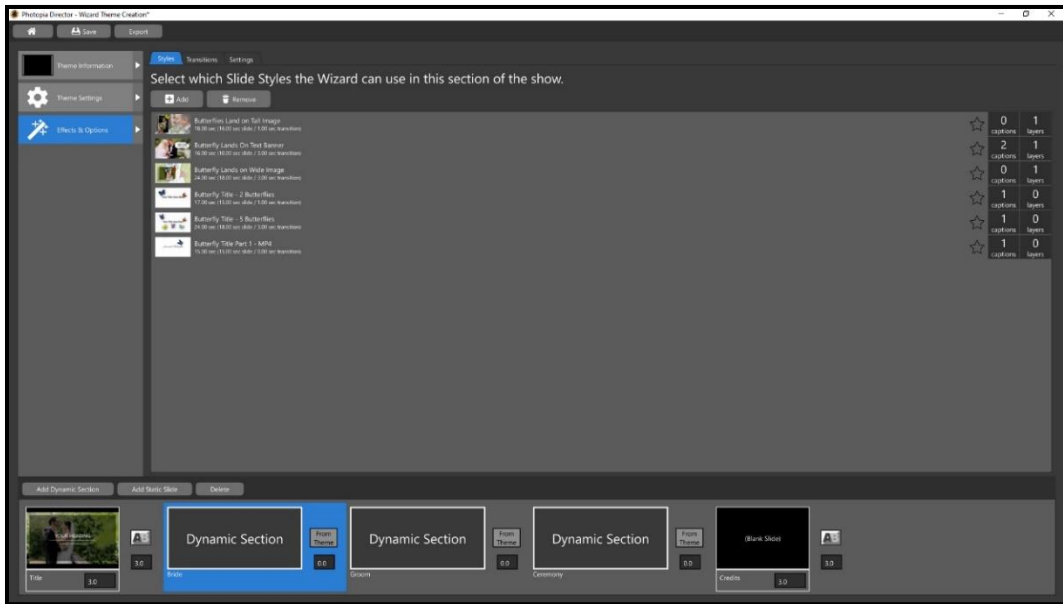 Photopia Director - Wizard Theme Creation*
Save
Export
Theme Information
Theme Settings
Effects & Options
Styles Transitions Settings
Select which Slide Styles the Wizard can use in this section of the show.
Add
Remove
Butterflies Land on Tall Image
0 captions
1 layers
Butterfly Lands On Text Banner
2 captions
1 layers
Butterfly Lands on Wide Image
0 captions
1 layers
Butterfly Title - 2 Butterflies
1 captions
0 layers
Butterfly Title - 5 Butterflies
1 captions
0 layers
Butterfly Title Part 1 - MP4
1 captions
0 layers
Add Dynamic Section
Add Static Slide
Delete
YOUR WEDDING
Title
3.0
AB
3.0
Dynamic Section
Bride
From Theme
0.0
Dynamic Section
Groom
From Theme
0.0
Dynamic Section
Ceremony
From Theme
0.0
(Blank Slide)
Credits
3.0
AB
3.0